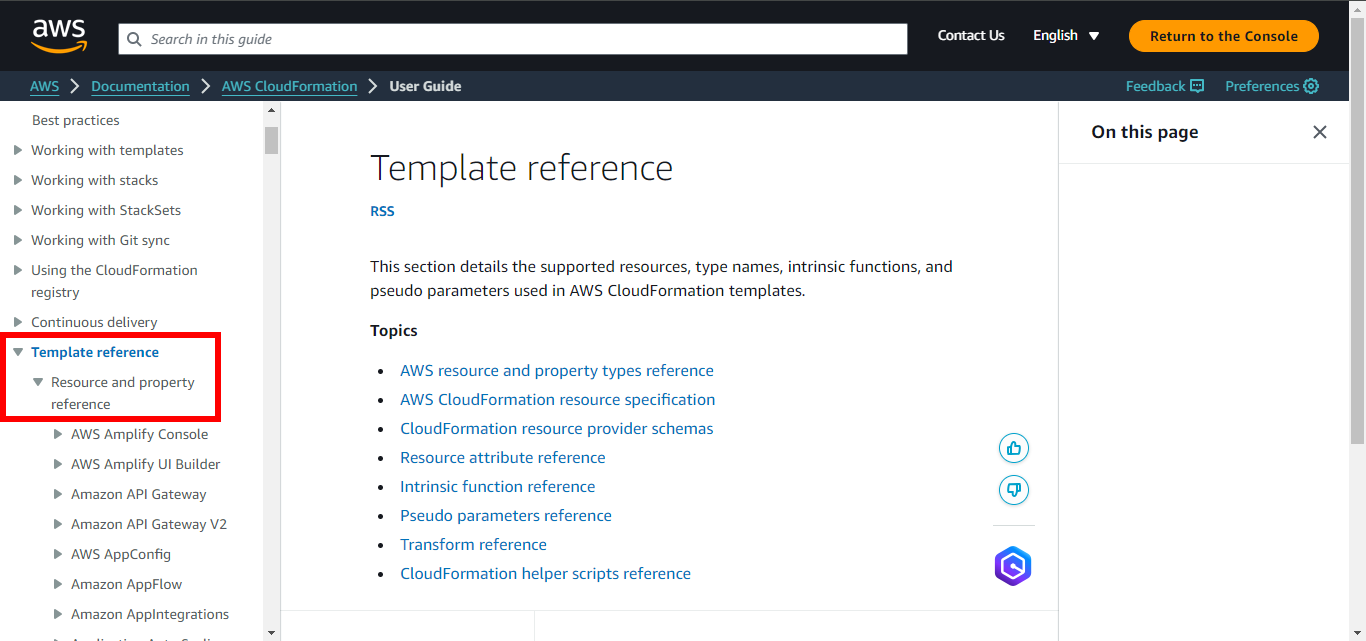 aws
Search in this guide
Contact Us
English
Return to the Console
AWS
Documentation
AWS CloudFormation
User Guide
Feedback
Preferences
Best practices
Working with templates
Working with stacks
Working with StackSets
Working with Git sync
Using the CloudFormation
registry
Continuous delivery
Template reference
Resource and property
reference
AWS Amplify Console
AWS Amplify UI Builder
Amazon API Gateway
Amazon API Gateway V2
AWS AppConfig
Amazon AppFlow
Amazon AppIntegrations
Template reference
RSS
This section details the supported resources, type names, intrinsic functions, and
pseudo parameters used in AWS CloudFormation templates.
Topics
• AWS resource and property types reference
• AWS CloudFormation resource specification
• CloudFormation resource provider schemas
• Resource attribute reference
• Intrinsic function reference
• Pseudo parameters reference
• Transform reference
• CloudFormation helper scripts reference
On this page